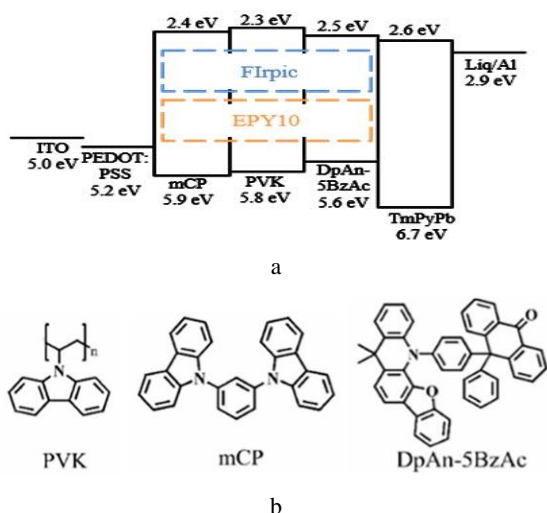 2.4 eV
2.3 eV
2.5 eV
2.6 eV
Liq/Al
2.9 eV
FIrpic
EPY10
ITO
5.0 eV
PEDOT:
PSS
5.2 eV
mCP
5.9 eV
PVK
5.8 eV
DpAn-
5BzAc
5.6 eV
TmPyPb
6.7 eV
a
n
N
N
N
N
O
O
PVK
mCP
DpAn-5BzAc
b